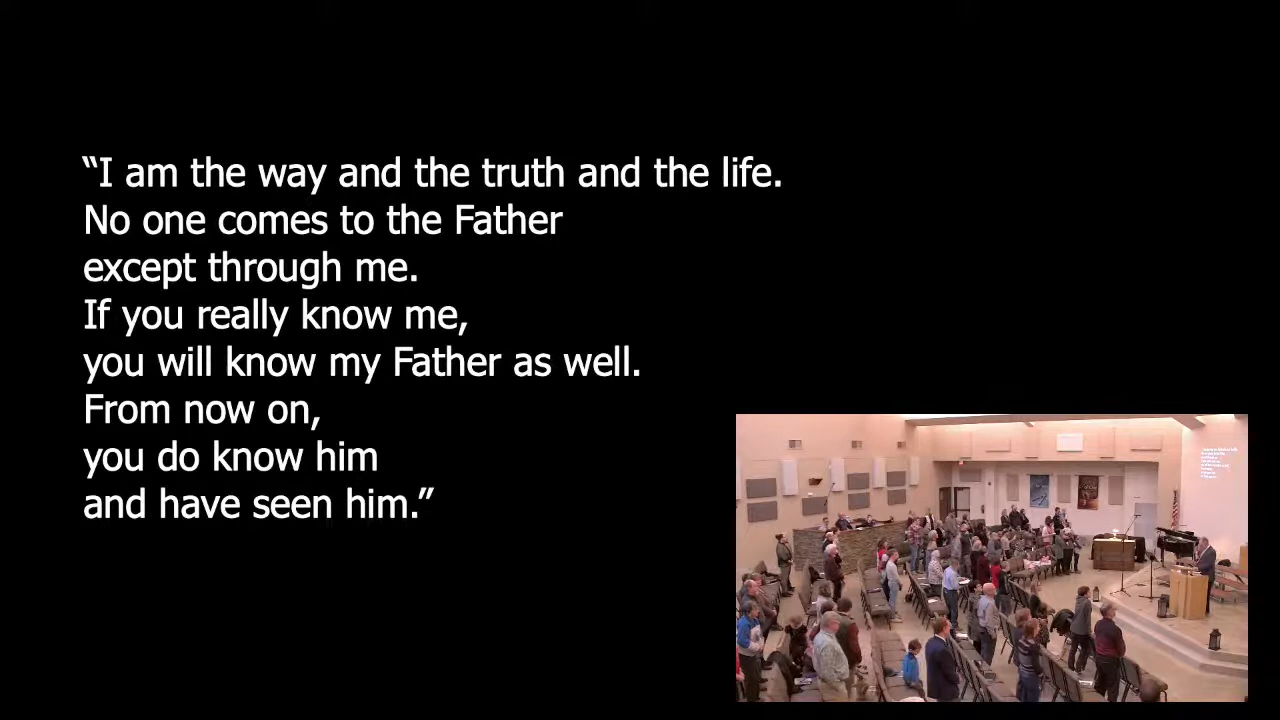 “I am the way and the truth and the life.
No one comes to the Father
except through me.
If you really know me,
you will know my Father as well.
From now on,
you do know him
and have seen him.”